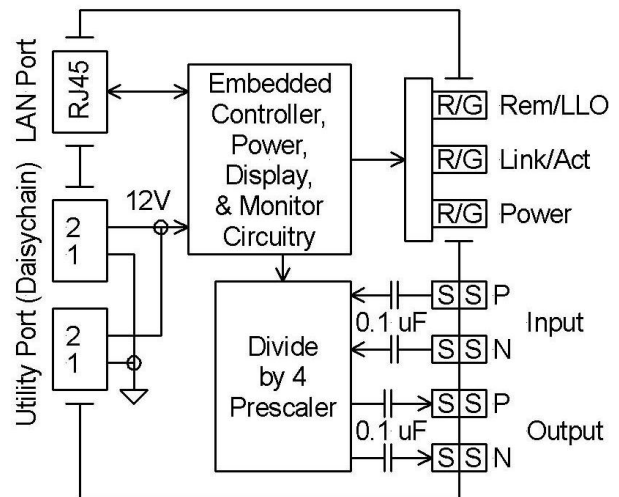 LAN Port
RJ45
Embedded
Controller,
Power,
Display,
& Monitor
Circuitry
R/G Rem/LLO
R/G Link/Act
R/G Power
Utility Port (Daisychain)
12V
2
1
2
1
Divide
by 4
Prescaler
0.1 uF
S S P
Input
S S N
0.1 uF
S S P
Output
S S N